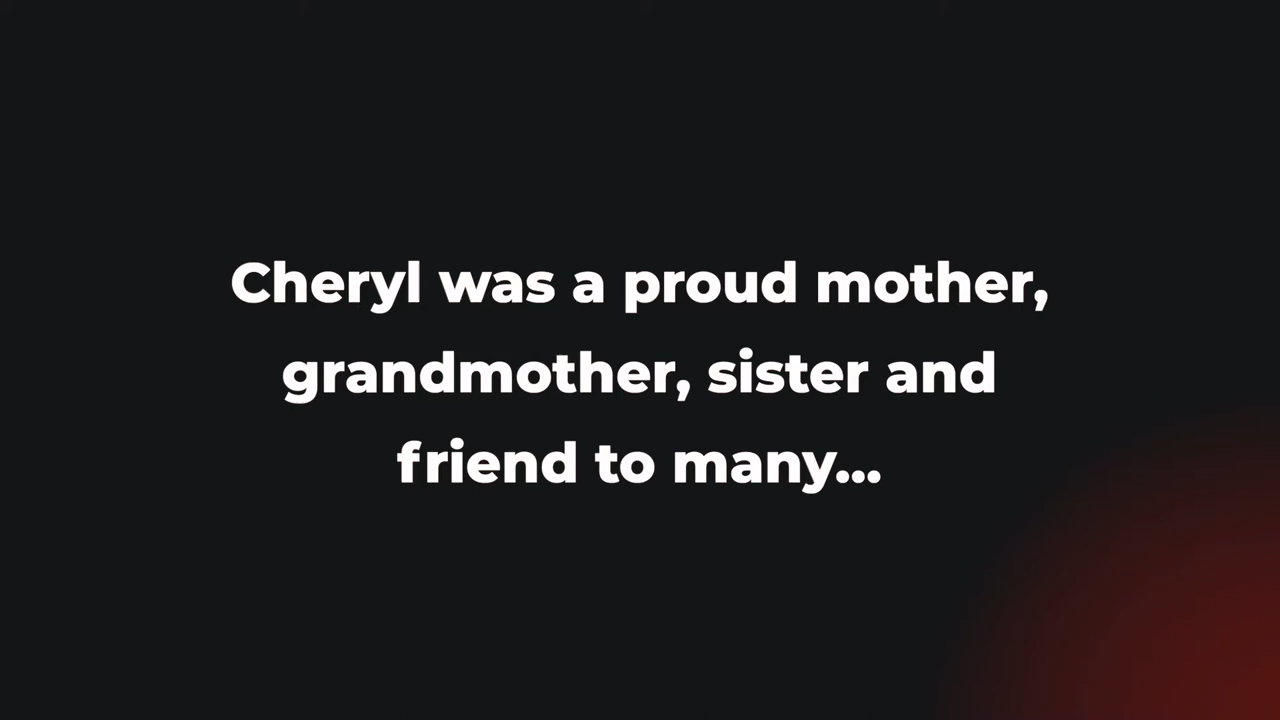 Cheryl was a proud mother,
grandmother, sister and
friend to many...